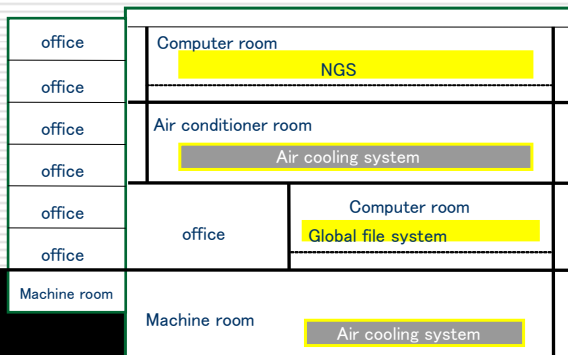 office
office
office
office
office
office
Machine room
Computer room
NGS
Air conditioner room
Air cooling system
office
Computer room
Global file system
Machine room
Air cooling system